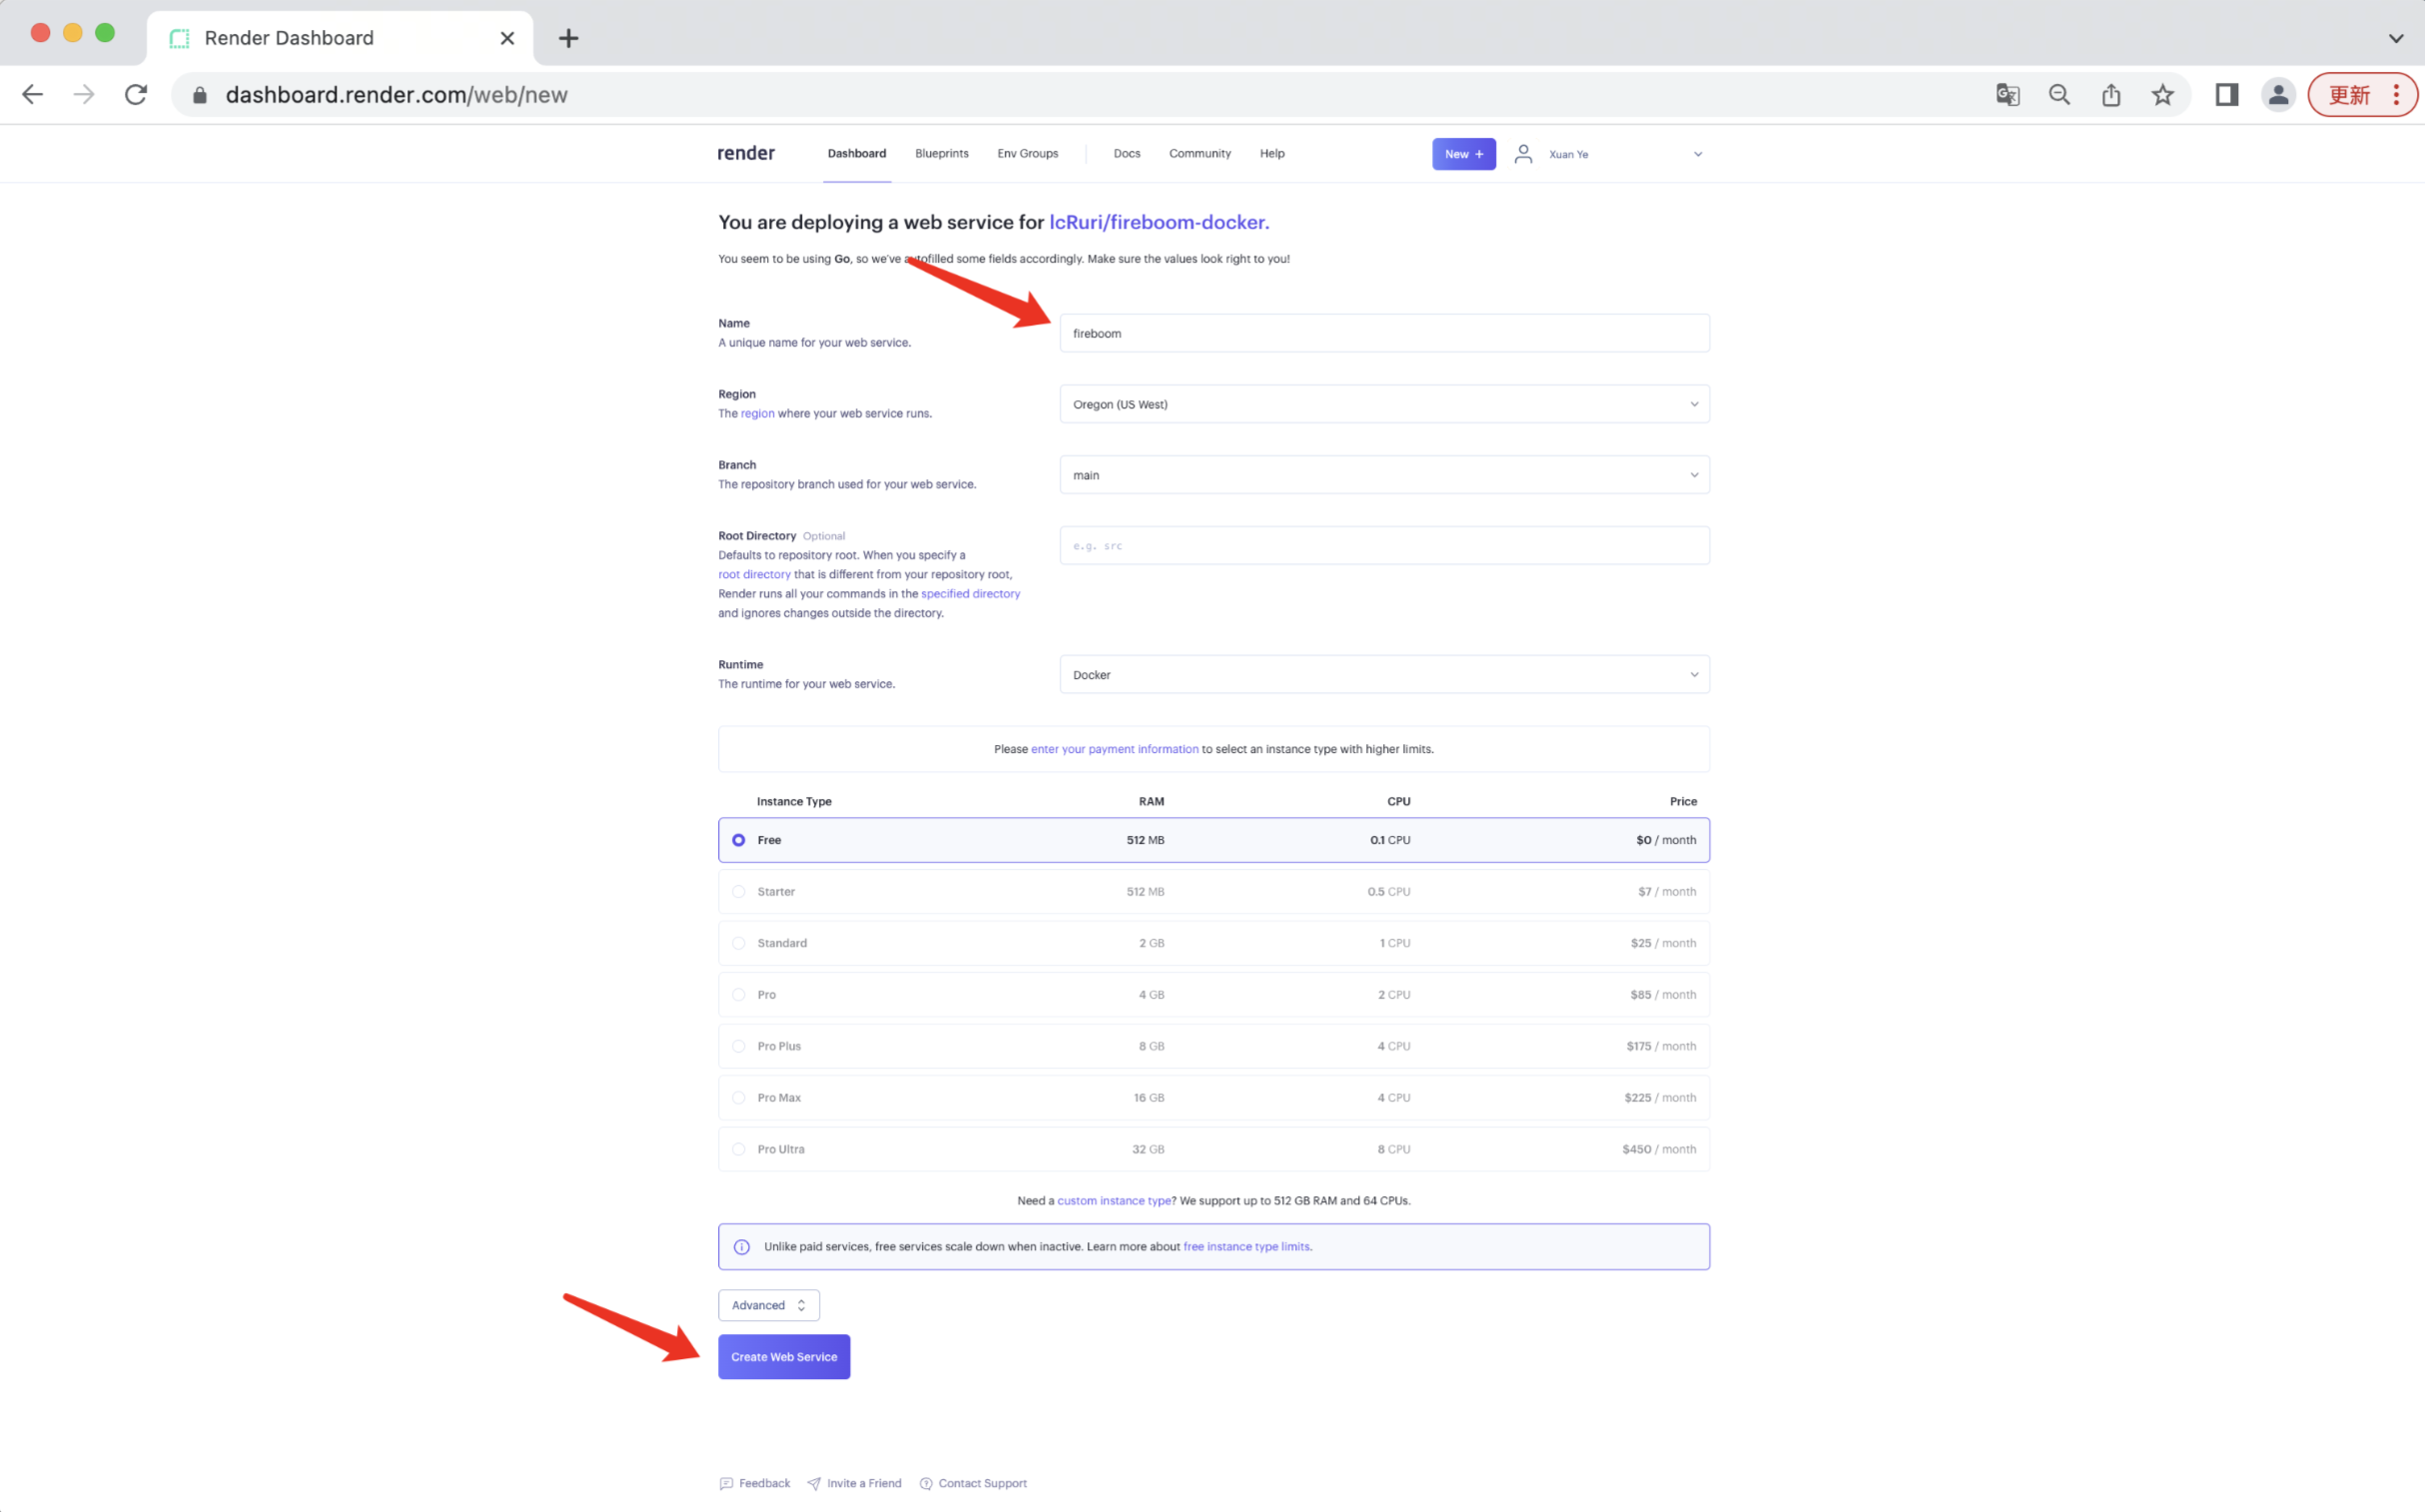 Render Dashboard
dashboard.render.com/web/new
更新
render
Dashboard
Blueprints
Env Groups
Docs
Community
Help
New +
Xuan Ye
You are deploying a web service for lcRuri/fireboom-docker.
You seem to be using Go, so we've autofilled some fields accordingly. Make sure the values look right to you!
Name
A unique name for your web service.
fireboom
Region
The region where your web service runs.
Oregon (US West)
Branch
The repository branch used for your web service.
main
Root Directory Optional
Defaults to repository root. When you specify a
root directory that is different from your repository root,
Render runs all your commands in the specified directory
and ignores changes outside the directory.
e.g. src
Runtime
The runtime for your web service.
Docker
Please enter your payment information to select an instance type with higher limits.
Instance Type RAM CPU Price
Free 512 MB 0.1 CPU $0 / month
Starter 512 MB 0.5 CPU $7 / month
Standard 2 GB 1 CPU $25 / month
Pro 4 GB 2 CPU $85 / month
Pro Plus 8 GB 4 CPU $175 / month
Pro Max 16 GB 4 CPU $225 / month
Pro Ultra 32 GB 8 CPU $450 / month
Need a custom instance type? We support up to 512 GB RAM and 64 CPUs.
Unlike paid services, free services scale down when inactive. Learn more about free instance type limits.
Advanced
Create Web Service
Feedback
Invite a Friend
Contact Support